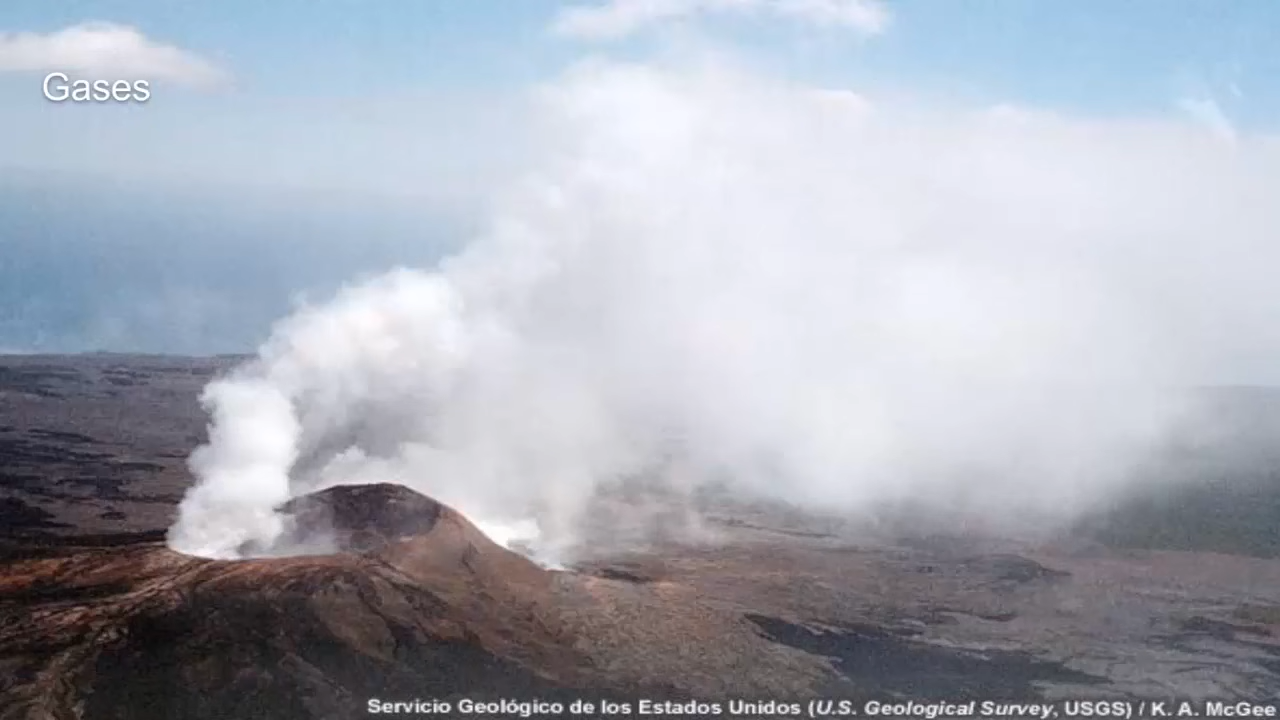 Gases
Servicio Geológico de los Estados Unidos (U.S. Geological Survey, USGS) / K. A. McGee